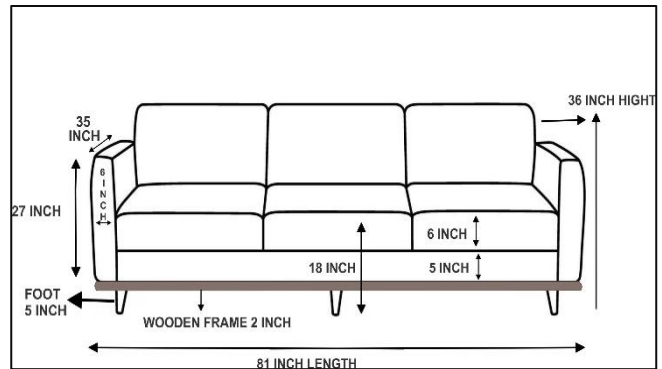 36 INCH HIGHT
35
INCH
6
I
N
C
H
27 INCH
6 INCH
18 INCH
5 INCH
FOOT
5 INCH
WOODEN FRAME 2 INCH
81 INCH LENGTH